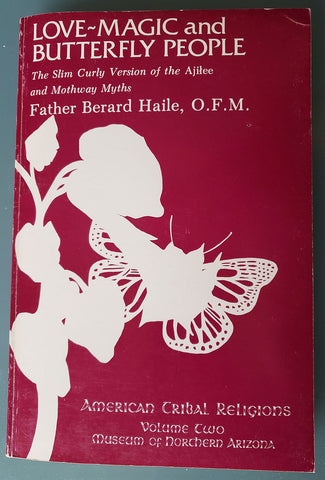 LOVE~MAGIC and
BUTTERFLY PEOPLE
The Slim Curly Version of the Ajilee
and Mothway Myths
Father Berard Haile, O.F.M.
American Tribal Religions
Volume Two
Museum of Northern Arizona